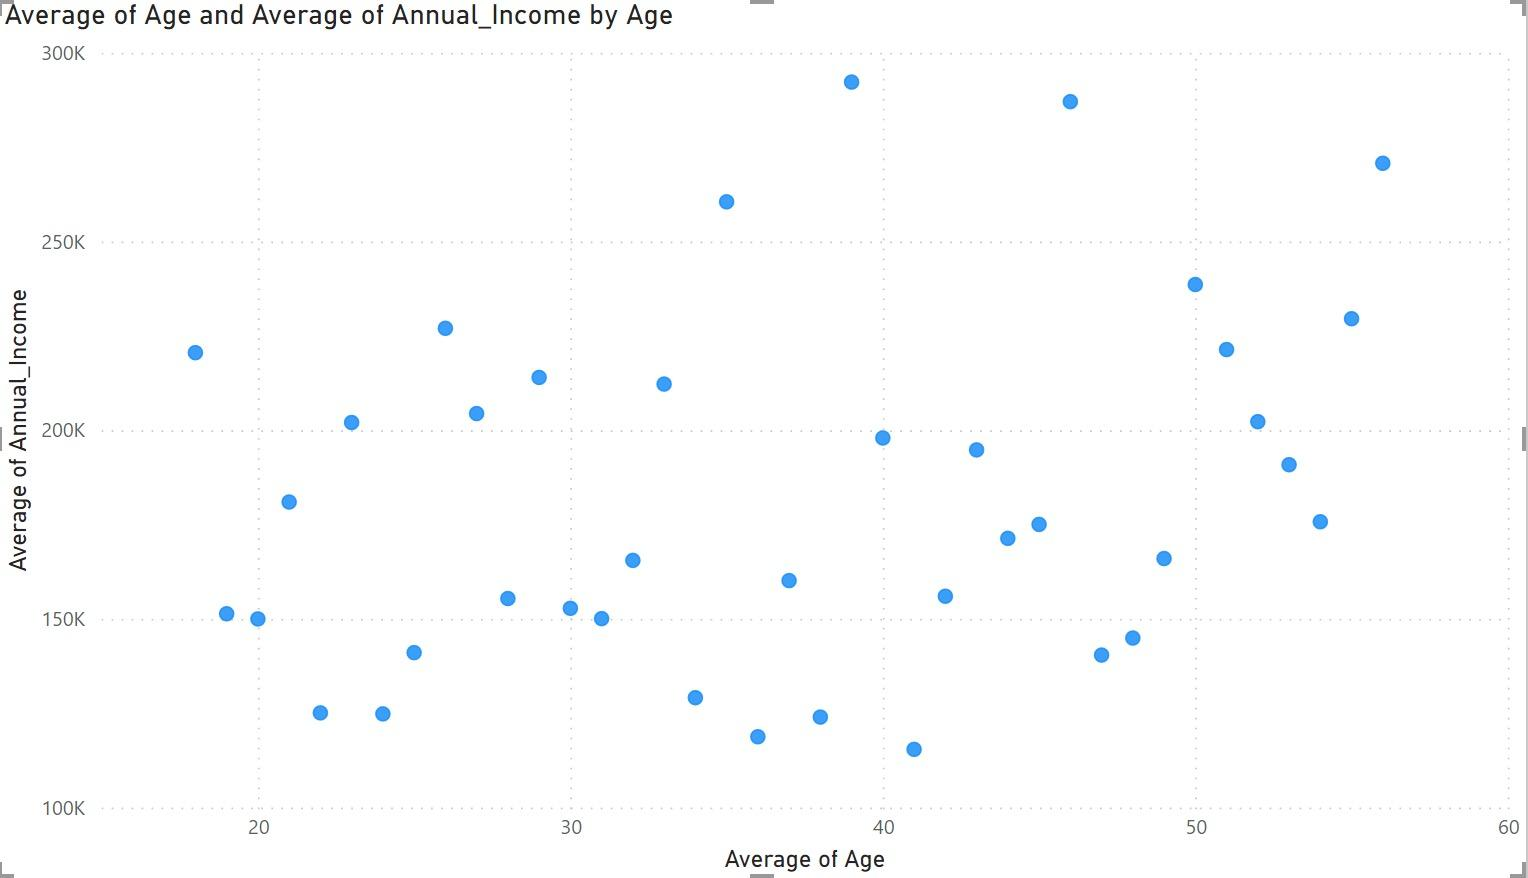 Average of Age and Average of Annual_Income by Age
300K
250K
200K
150K
100K
Average of Annual_Income
20 30 40 50 60
Average of Age